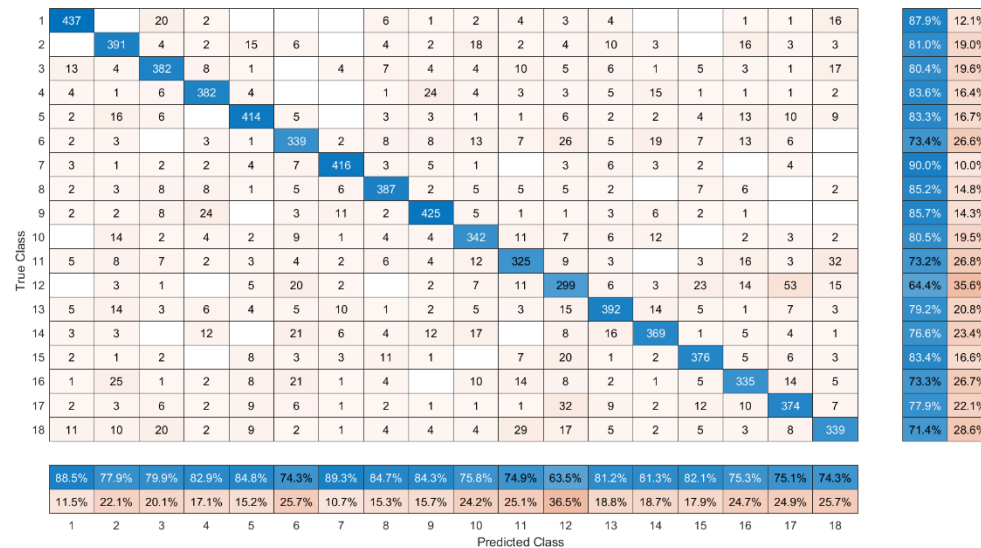 1 437 20 2 6 1 2 4 3 4 1 1 16 87.9% 12.1%
2 391 4 2 15 6 4 2 18 2 4 10 3 16 3 3 81.0% 19.0%
3 13 4 382 8 1 4 7 4 4 10 5 6 1 5 3 1 17 80.4% 19.6%
4 4 1 6 382 4 1 24 4 3 3 5 15 1 1 1 2 83.6% 16.4%
5 2 16 6 414 5 3 3 1 1 6 2 2 4 13 10 9 83.3% 16.7%
6 2 3 3 1 339 2 8 8 13 7 26 5 19 7 13 6 73.4% 26.6%
7 3 1 2 2 4 7 416 3 5 1 3 6 3 2 4 90.0% 10.0%
8 2 3 8 8 1 5 6 387 2 5 5 5 2 7 6 2 85.2% 14.8%
9 2 2 8 24 3 11 2 425 5 1 1 3 6 2 1 85.7% 14.3%
10 14 2 4 2 9 1 4 4 342 11 7 6 12 2 3 2 80.5% 19.5%
11 5 8 7 2 3 4 2 6 4 12 325 9 3 3 16 3 32 73.2% 26.8%
12 3 1 5 20 2 2 7 11 299 6 3 23 14 53 15 64.4% 35.6%
13 5 14 3 6 4 5 10 1 2 5 3 15 392 14 5 1 7 3 79.2% 20.8%
14 3 3 12 21 6 4 12 17 8 16 369 1 5 4 1 76.6% 23.4%
15 2 1 2 8 3 3 11 1 7 20 1 2 376 5 6 3 83.4% 16.6%
16 1 25 1 2 8 21 1 4 10 14 8 2 1 5 335 14 5 73.3% 26.7%
17 2 3 6 2 9 6 1 2 1 1 1 32 9 2 12 10 374 7 77.9% 22.1%
18 11 10 20 2 9 2 1 4 4 4 29 17 5 2 5 3 8 339 71.4% 28.6%
True Class
88.5% 77.9% 79.9% 82.9% 84.8% 74.3% 89.3% 84.7% 84.3% 75.8% 74.9% 63.5% 81.2% 81.3% 82.1% 75.3% 75.1% 74.3%
11.5% 22.1% 20.1% 17.1% 15.2% 25.7% 10.7% 15.3% 15.7% 24.2% 25.1% 36.5% 18.8% 18.7% 17.9% 24.7% 24.9% 25.7%
1 2 3 4 5 6 7 8 9 10 11 12 13 14 15 16 17 18
Predicted Class